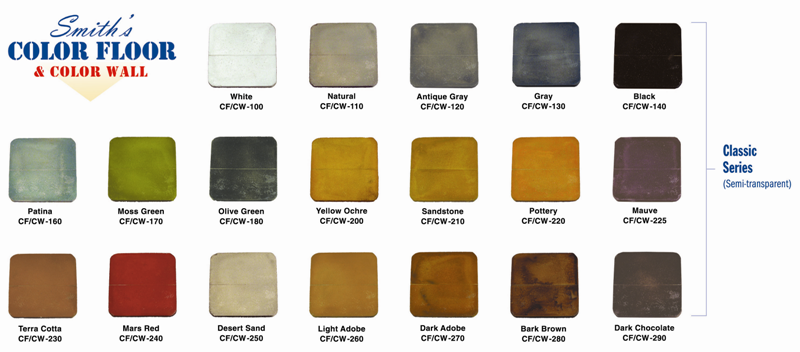 Smith's
COLOR FLOOR
& COLOR WALL
White
CF/CW-100
Natural
CF/CW-110
Antique Gray
CF/CW-120
Gray
CF/CW-130
Black
CF/CW-140
Patina
CF/CW-160
Moss Green
CF/CW-170
Olive Green
CF/CW-180
Yellow Ochre
CF/CW-200
Sandstone
CF/CW-210
Pottery
CF/CW-220
Mauve
CF/CW-225
Classic
Series
(Semi-transparent)
Terra Cotta
CF/CW-230
Mars Red
CF/CW-240
Desert Sand
CF/CW-250
Light Adobe
CF/CW-260
Dark Adobe
CF/CW-270
Bark Brown
CF/CW-280
Dark Chocolate
CF/CW-290